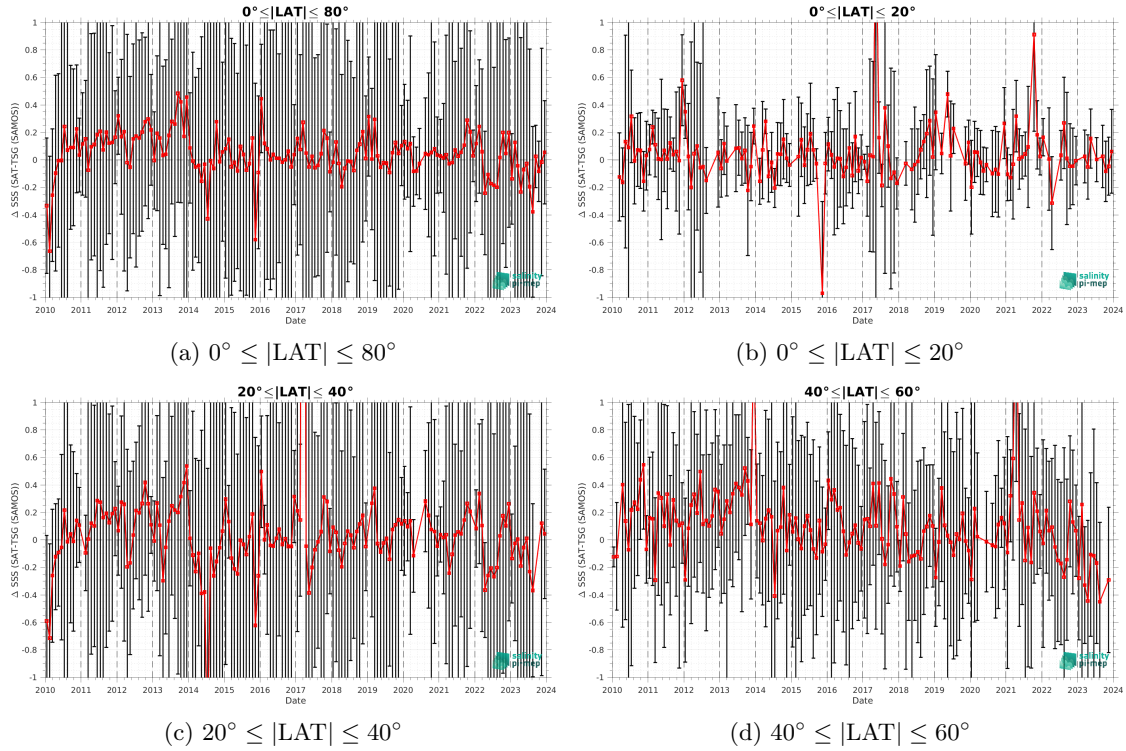 0°≤|LAT|≤ 80°
Δ SSS (SAT-TSG (SAMOS))
1
0.8
0.6
0.4
0.2
0
-0.2
-0.4
-0.6
-0.8
-1
2010 2011 2012 2013 2014 2015 2016 2017 2018 2019 2020 2021 2022 2023 2024
Date
salinity
pi-mep
(a) 0° ≤ |LAT| ≤ 80°
0°≤|LAT|≤ 20°
Δ SSS (SAT-TSG (SAMOS))
1
0.8
0.6
0.4
0.2
0
-0.2
-0.4
-0.6
-0.8
-1
2010 2011 2012 2013 2014 2015 2016 2017 2018 2019 2020 2021 2022 2023 2024
Date
salinity
pi-mep
(b) 0° ≤ |LAT| ≤ 20°
20°≤|LAT|≤ 40°
Δ SSS (SAT-TSG (SAMOS))
1
0.8
0.6
0.4
0.2
0
-0.2
-0.4
-0.6
-0.8
-1
2010 2011 2012 2013 2014 2015 2016 2017 2018 2019 2020 2021 2022 2023 2024
Date
salinity
pi-mep
(c) 20° ≤ |LAT| ≤ 40°
40°≤|LAT|≤ 60°
Δ SSS (SAT-TSG (SAMOS))
1
0.8
0.6
0.4
0.2
0
-0.2
-0.4
-0.6
-0.8
-1
2010 2011 2012 2013 2014 2015 2016 2017 2018 2019 2020 2021 2022 2023 2024
Date
salinity
pi-mep
(d) 40° ≤ |LAT| ≤ 60°